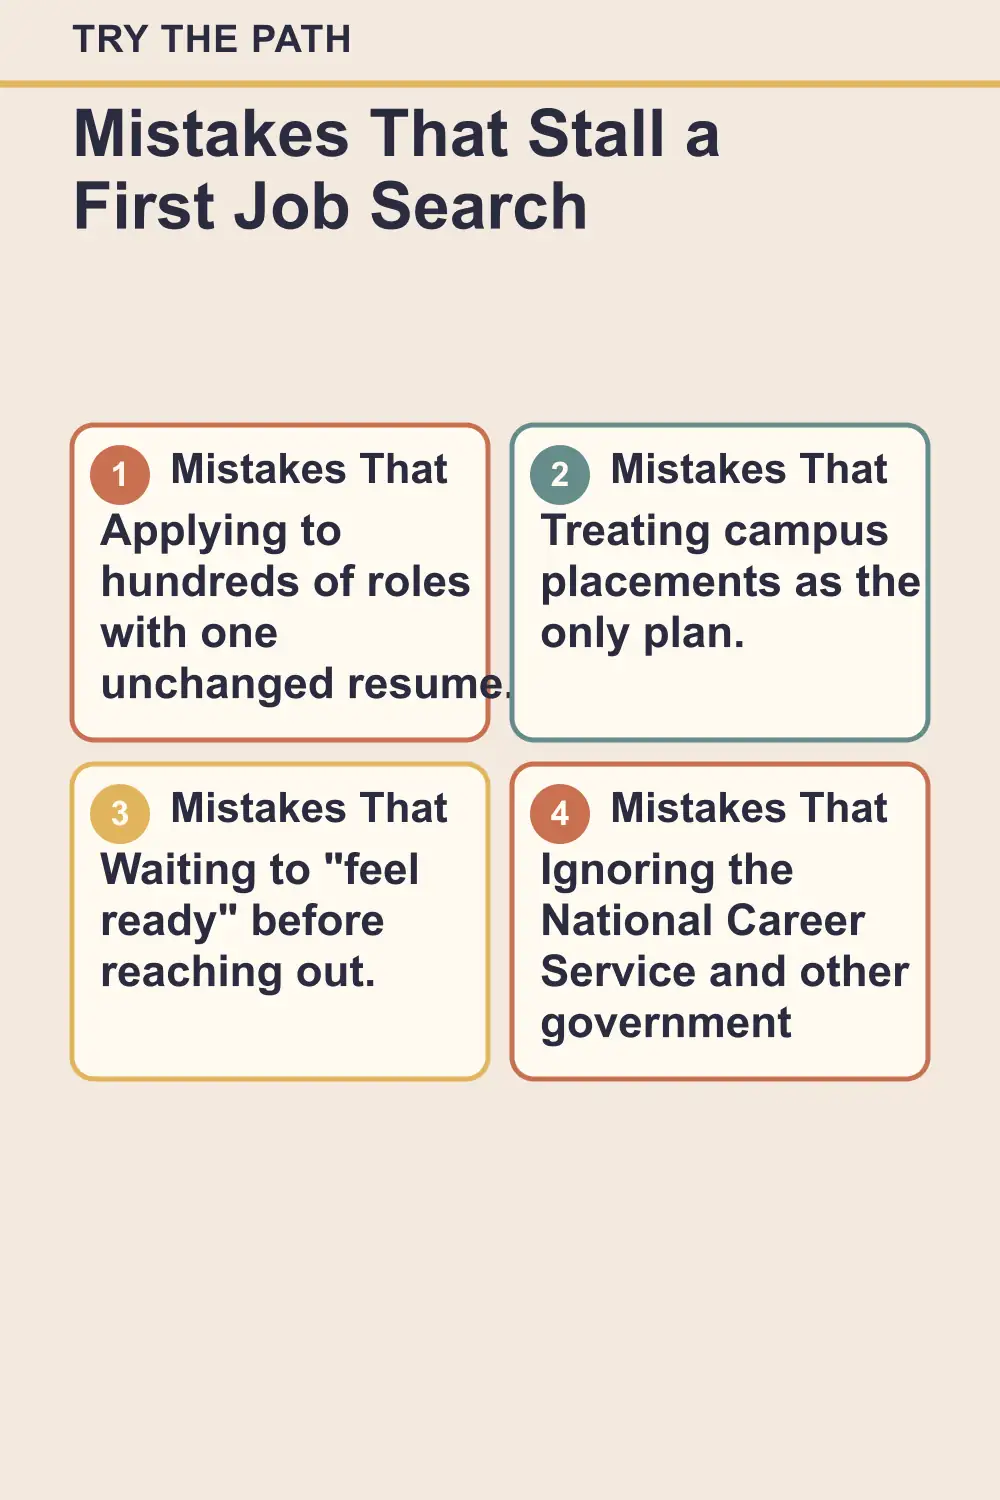 TRY THE PATH
Mistakes That Stall a
First Job Search
1 Mistakes That
Applying to
hundreds of roles
with one
unchanged resume.
2 Mistakes That
Treating campus
placements as the
only plan.
3 Mistakes That
Waiting to "feel
ready" before
reaching out.
4 Mistakes That
Ignoring the
National Career
Service and other
government